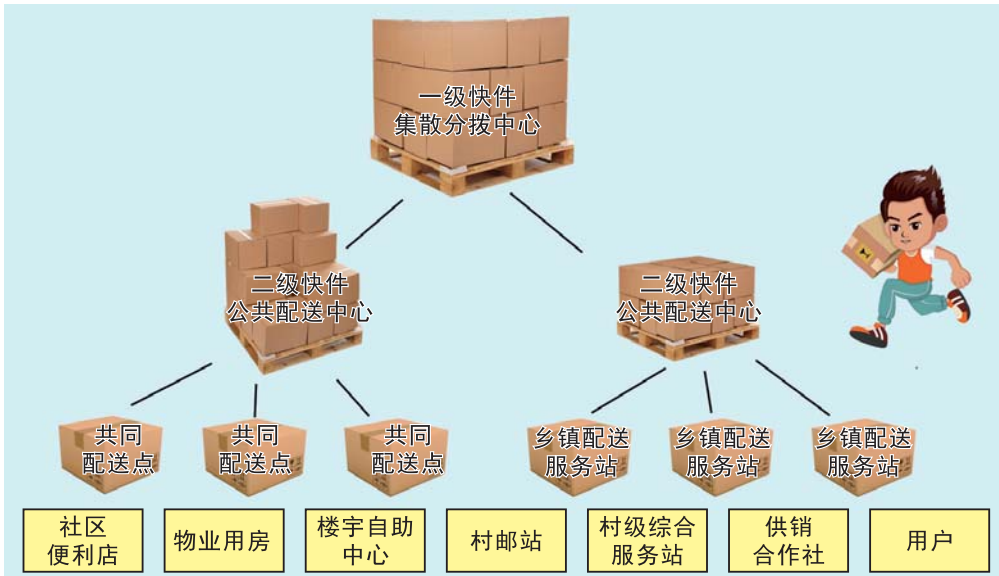 一级快件
集散分拨中心
二级快件
公共配送中心
二级快件
公共配送中心
共同
配送点
共同
配送点
共同
配送点
乡镇配送
服务站
乡镇配送
服务站
乡镇配送
服务站
社区
便利店
物业用房
楼宇自助
中心
村邮站
村级综合
服务站
供销
合作社
用户